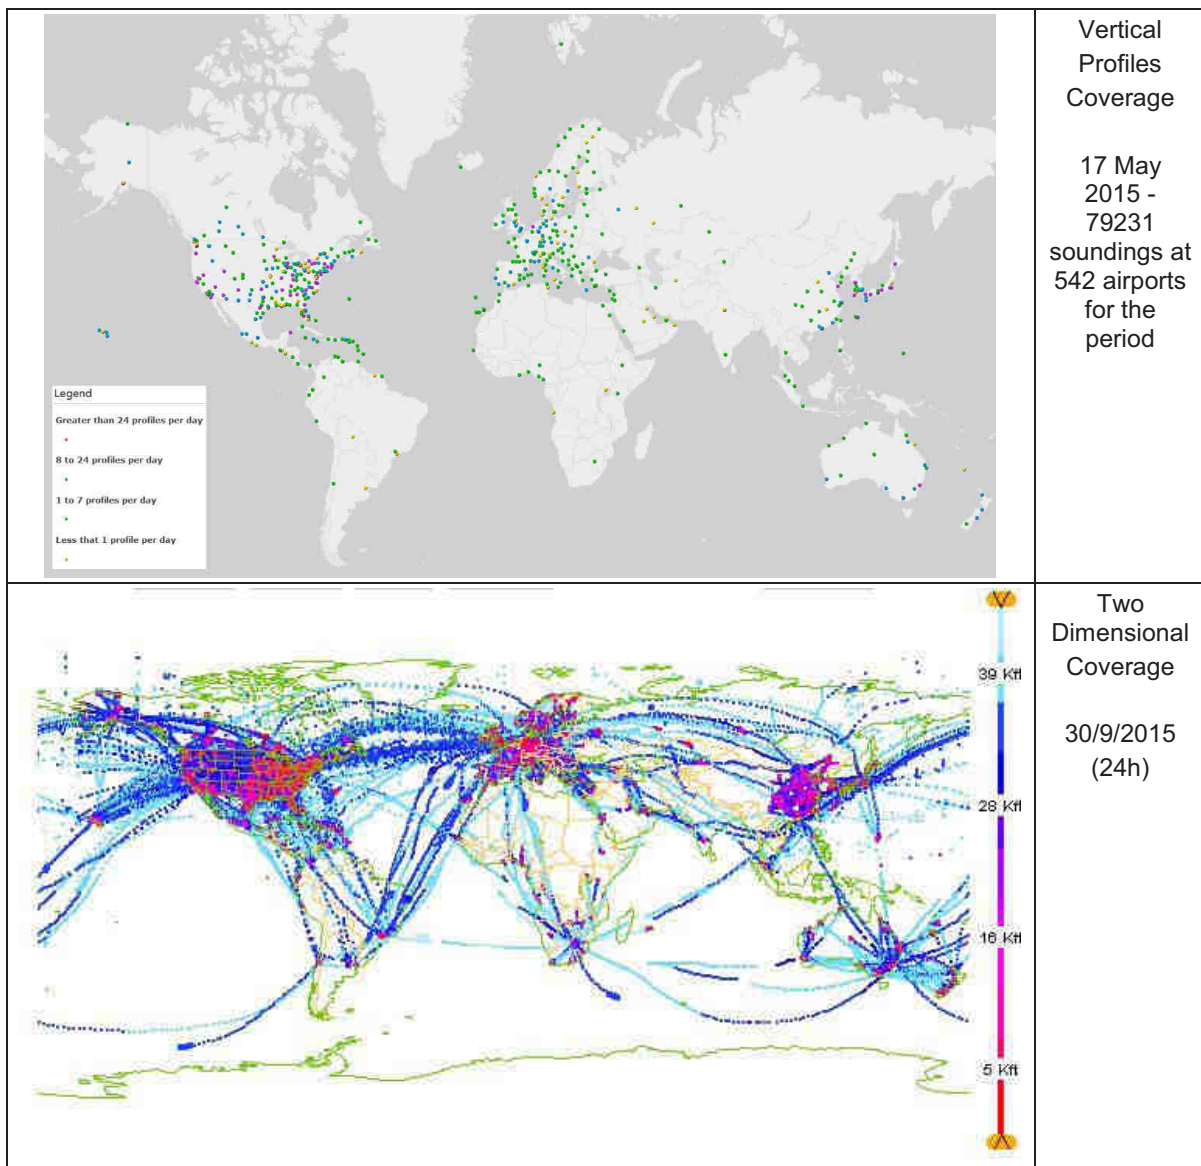 Vertical
Profiles
Coverage
17 May
2015 -
79231
soundings at
542 airports
for the
period
Legend
Greater than 24 profiles per day
8 to 24 profiles per day
1 to 7 profiles per day
Less that 1 profile per day
Two
Dimensional
Coverage
30/9/2015
(24h)
39 Kft
28 Kft
16 Kft
5 Kft